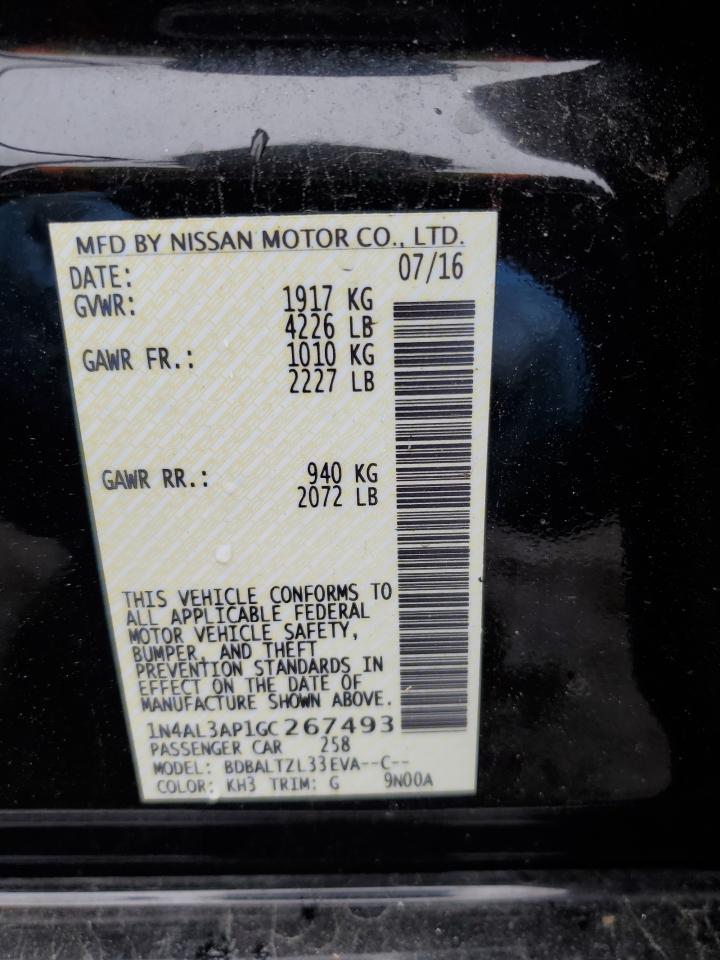 MFD BY NISSAN MOTOR CO., LTD.
DATE: 07/16
GVWR: 1917 KG
4226 LB
GAWR FR.: 1010 KG
2227 LB
GAWR RR.: 940 KG
2072 LB
THIS VEHICLE CONFORMS TO
ALL APPLICABLE FEDERAL
MOTOR VEHICLE SAFETY,
BUMPER, AND THEFT
PREVENTION STANDARDS IN
EFFECT ON THE DATE OF
MANUFACTURE SHOWN ABOVE.
1N4AL3AP1GC267493
PASSENGER CAR 258
MODEL: BDBALTZL33EVA--C--
COLOR: KH3 TRIM: G 9N00A